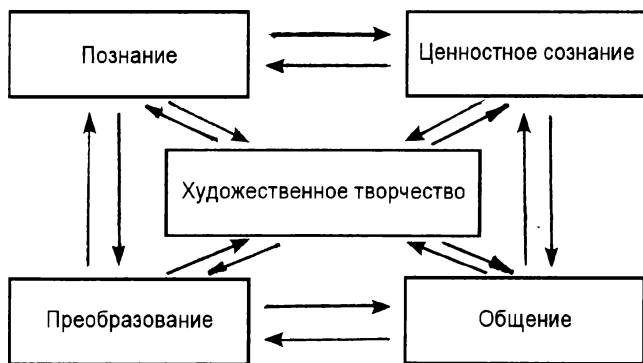 Познание
Ценностное сознание
Художественное творчество
Преобразование
Общение